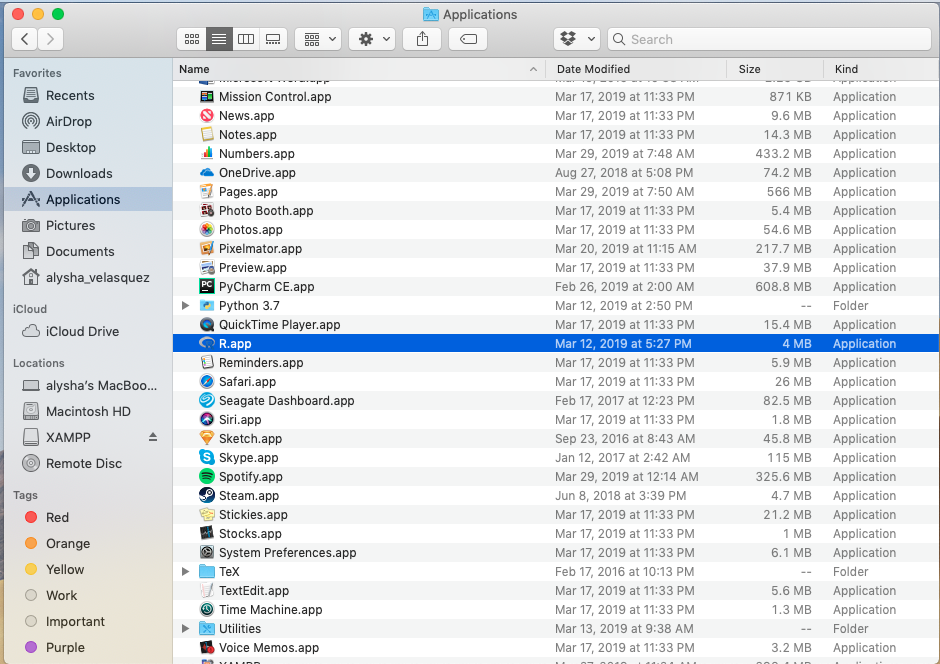 Applications
Search
Favorites
Recents
AirDrop
Desktop
Downloads
Applications
Pictures
Documents
alysha_velasquez
iCloud
iCloud Drive
Locations
alysha's MacBoo...
Macintosh HD
XAMPP
Remote Disc
Tags
Red
Orange
Yellow
Work
Important
Purple
Name Date Modified Size Kind
Mission Control.app Mar 17, 2019 at 11:33 PM 871 KB Application
News.app Mar 17, 2019 at 11:33 PM 9.6 MB Application
Notes.app Mar 17, 2019 at 11:33 PM 14.3 MB Application
Numbers.app Mar 29, 2019 at 7:48 AM 433.2 MB Application
OneDrive.app Aug 27, 2018 at 5:08 PM 74.2 MB Application
Pages.app Mar 29, 2019 at 7:50 AM 566 MB Application
Photo Booth.app Mar 17, 2019 at 11:33 PM 5.4 MB Application
Photos.app Mar 17, 2019 at 11:33 PM 54.6 MB Application
Pixelmator.app Mar 20, 2019 at 11:15 AM 217.7 MB Application
Preview.app Mar 17, 2019 at 11:33 PM 37.9 MB Application
PC PyCharm CE.app Feb 26, 2019 at 2:00 AM 608.8 MB Application
Python 3.7 Mar 12, 2019 at 2:50 PM -- Folder
QuickTime Player.app Mar 17, 2019 at 11:33 PM 15.4 MB Application
R.app Mar 12, 2019 at 5:27 PM 4 MB Application
Reminders.app Mar 17, 2019 at 11:33 PM 5.9 MB Application
Safari.app Mar 17, 2019 at 11:33 PM 26 MB Application
Seagate Dashboard.app Feb 17, 2017 at 12:23 PM 82.5 MB Application
Siri.app Mar 17, 2019 at 11:33 PM 1.8 MB Application
Sketch.app Sep 23, 2016 at 8:43 AM 45.8 MB Application
Skype.app Jan 12, 2017 at 2:42 AM 115 MB Application
Spotify.app Mar 29, 2019 at 12:14 AM 325.6 MB Application
Steam.app Jun 8, 2018 at 3:39 PM 4.7 MB Application
Stickies.app Mar 17, 2019 at 11:33 PM 21.2 MB Application
Stocks.app Mar 17, 2019 at 11:33 PM 1 MB Application
System Preferences.app Mar 17, 2019 at 11:33 PM 6.1 MB Application
TeX Feb 17, 2016 at 10:13 PM -- Folder
TextEdit.app Mar 17, 2019 at 11:33 PM 5.6 MB Application
Time Machine.app Mar 17, 2019 at 11:33 PM 1.3 MB Application
Utilities Mar 13, 2019 at 9:38 AM -- Folder
Voice Memos.app Mar 17, 2019 at 11:33 PM 3.2 MB Application